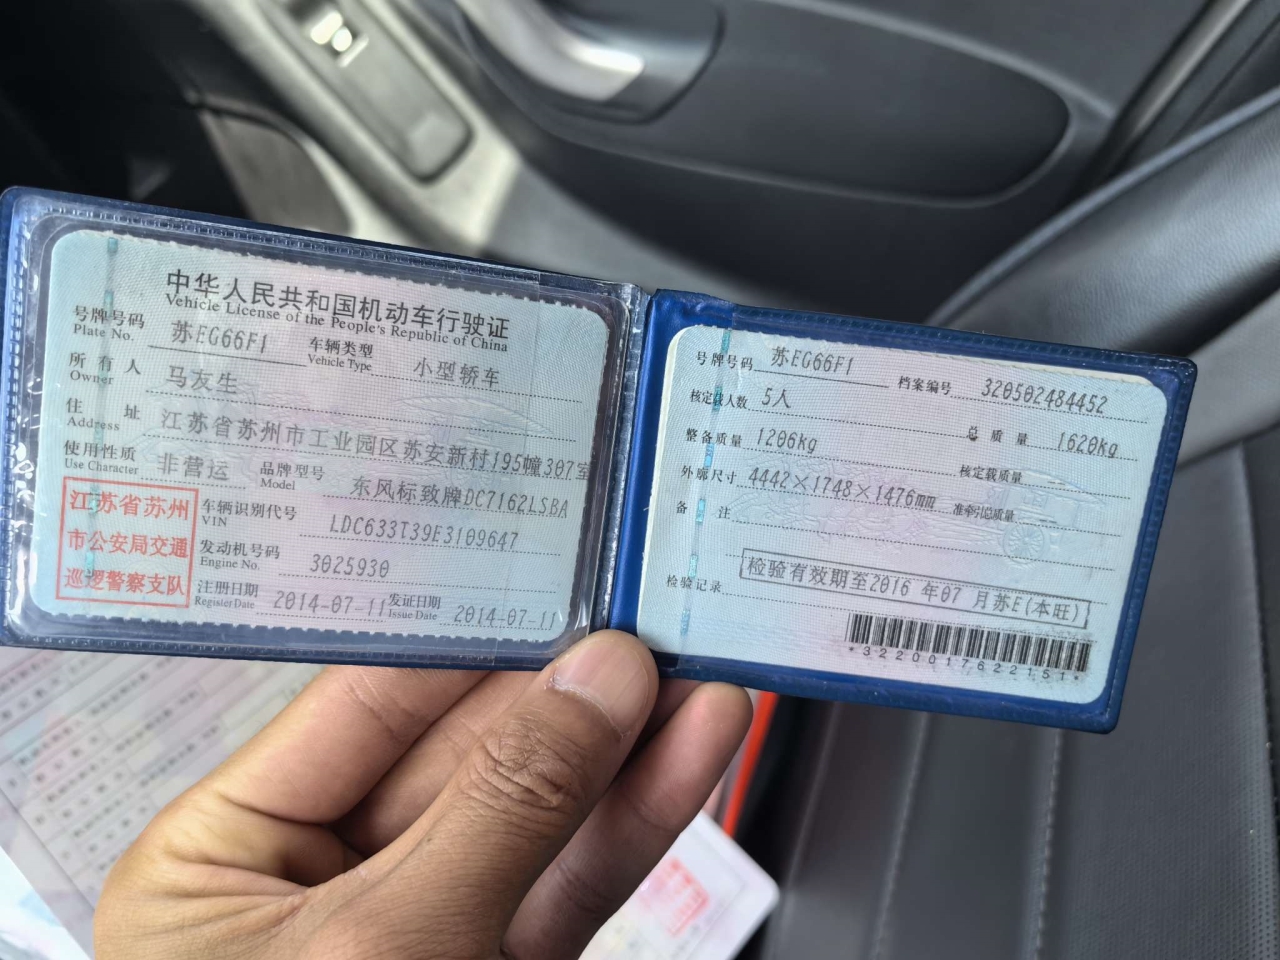 中华人民共和国机动车行驶证
Vehicle License of the People's Republic of China
号牌号码 苏EG66F1 车辆类型 小型轿车
Plate No. Vehicle Type
所有人 马友生
Owner
住址 江苏省苏州市工业园区苏安新村195幢307室
Address
使用性质 非营运 品牌型号 东风标致牌DC7162LSBA
Use Character Model
江苏省苏州
市公安局交通
巡逻警察支队
车辆识别代号 LDC633T39E3109647
VIN
发动机号码 3025930
Engine No.
注册日期 2014-07-11 发证日期 2014-07-11
Register Date Issue Date
号牌号码 苏EG66F1 档案编号 320502484452
核定载人数 5人 总质量 1620kg
整备质量 1206kg 核定载质量
外廓尺寸 4442×1748×1476mm 准牵引总质量 --
备注
检验记录 检验有效期至2016 年07 月苏E(本旺)
*3220017622151*